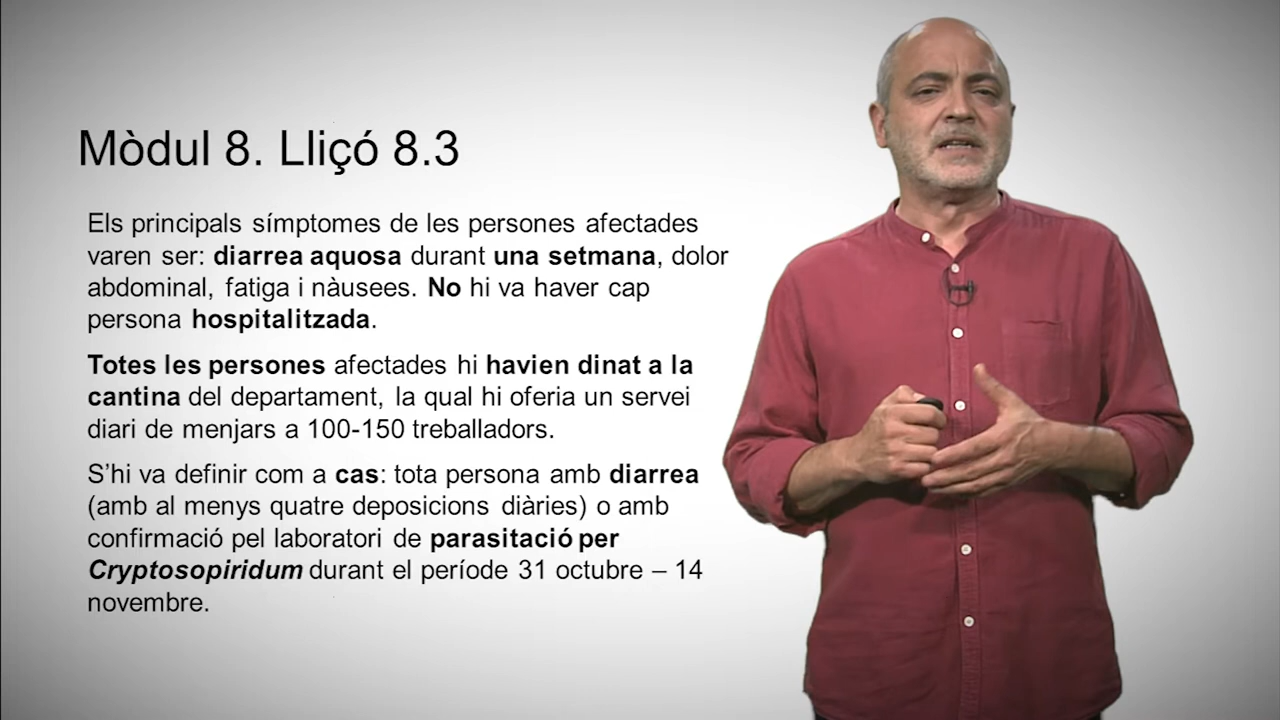 Mòdul 8. Lliçó 8.3
Els principals símptomes de les persones afectades
varen ser: diarrea aquosa durant una setmana, dolor
abdominal, fatiga i nàusees. No hi va haver cap
persona hospitalitzada.
Totes les persones afectades hi havien dinat a la
cantina del departament, la qual hi oferia un servei
diari de menjars a 100-150 treballadors.
S’hi va definir com a cas: tota persona amb diarrea
(amb al menys quatre deposicions diàries) o amb
confirmació pel laboratori de parasitació per
Cryptosopiridum durant el període 31 octubre – 14
novembre.